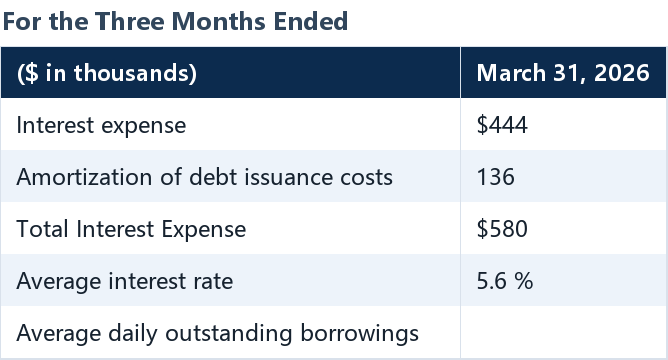 For the Three Months Ended
($ in thousands) March 31, 2026
Interest expense $444
Amortization of debt issuance costs 136
Total Interest Expense $580
Average interest rate 5.6 %
Average daily outstanding borrowings